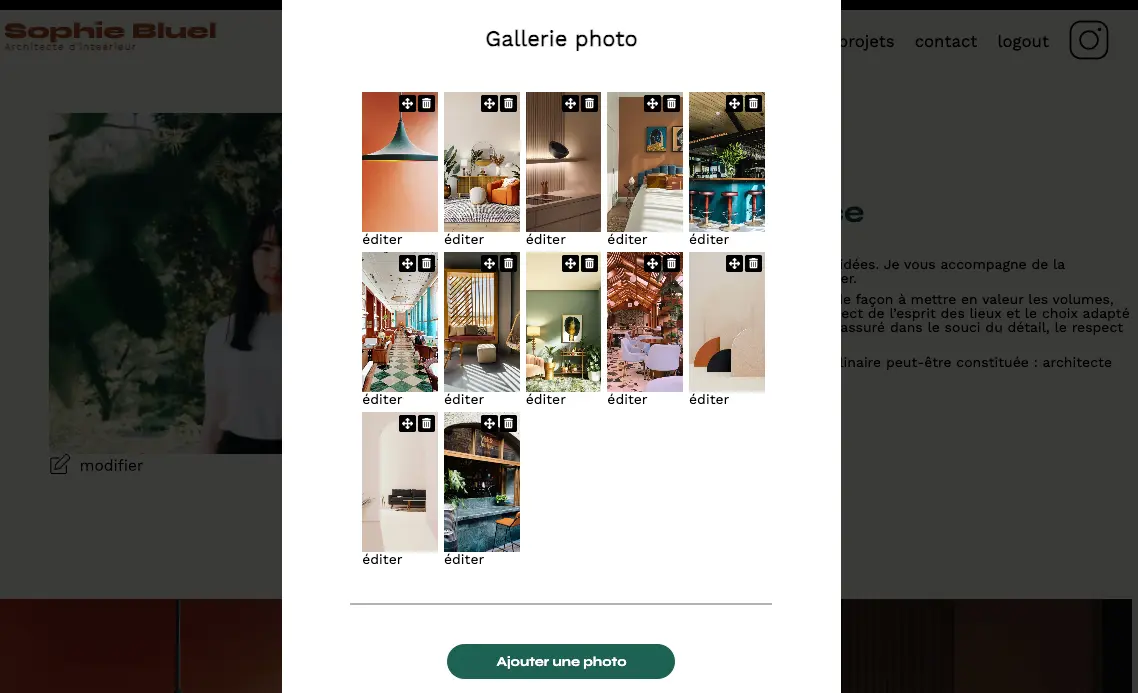 Sophie Bluel
Architecte d'intérieur
projets
contact
logout
Gallerie photo
éditer
éditer
éditer
éditer
éditer
éditer
éditer
éditer
éditer
éditer
éditer
éditer
idées. Je vous accompagne de la
er.
de façon à mettre en valeur les volumes,
ect de l'esprit des lieux et le choix adapté
assuré dans le souci du détail, le respect
linaire peut-être constituée : architecte
modifier
Ajouter une photo